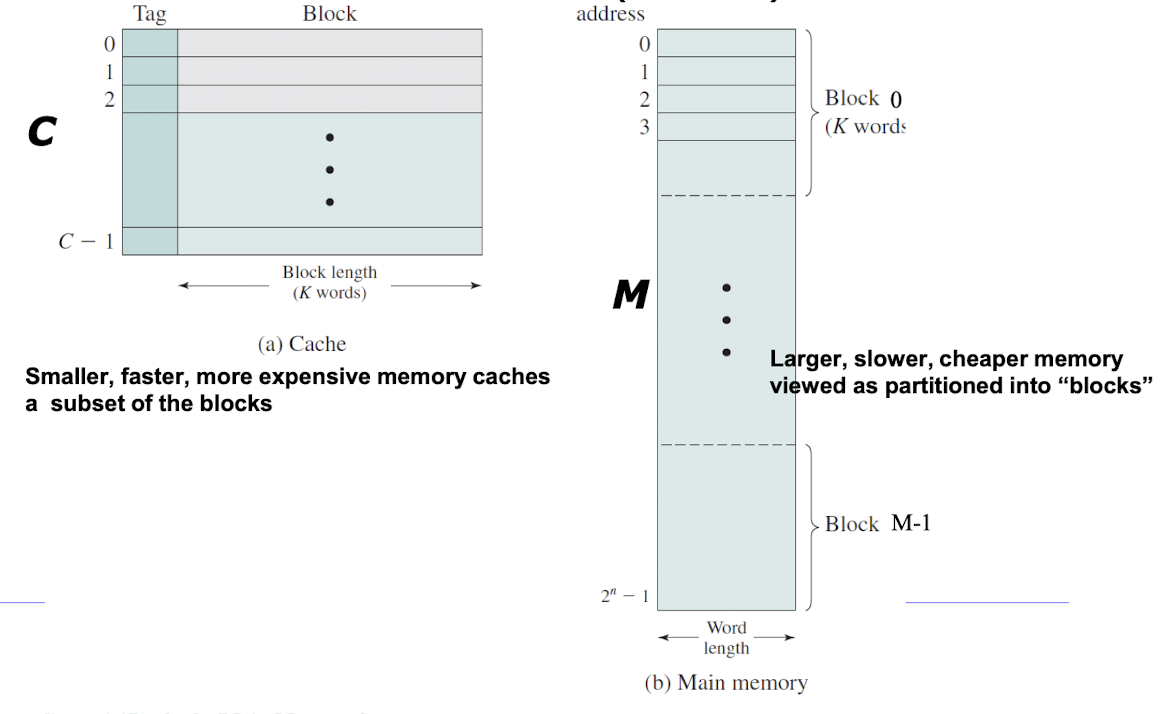 Tag Block
0
1
2
C
C – 1
Block length
(K words)
(a) Cache
Smaller, faster, more expensive memory caches
a subset of the blocks
address
0
1
2
3
Block 0
(K words
M
Larger, slower, cheaper memory
viewed as partitioned into “blocks”
Block M-1
2ⁿ – 1
Word
length
(b) Main memory